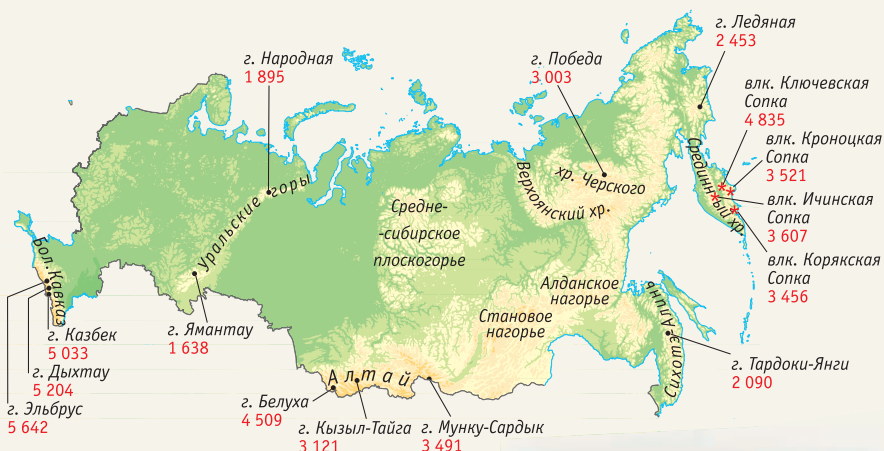 г. Ледяная
2 453
г. Народная
1 895
г. Победа
3 003
влк. Ключевская
Сопка
4 835
влк. Кроноцкая
Сопка
3 521
влк. Ичинская
Сопка
3 607
влк. Корякская
Сопка
3 456
Срединный хр.
хр. Черского
Верхоянский хр.
Уральские горы
Средне-
-сибирское
плоскогорье
Бол. Кавказ
Алданское
нагорье
Становое
нагорье
Сихотэ-Алинь
г. Ямантау
1 638
г. Казбек
5 033
г. Дыхтау
5 204
г. Эльбрус
5 642
Алтай
г. Белуха
4 509
г. Кызыл-Тайга
3 121
г. Мунку-Сардык
3 491
г. Тардоки-Янги
2 090